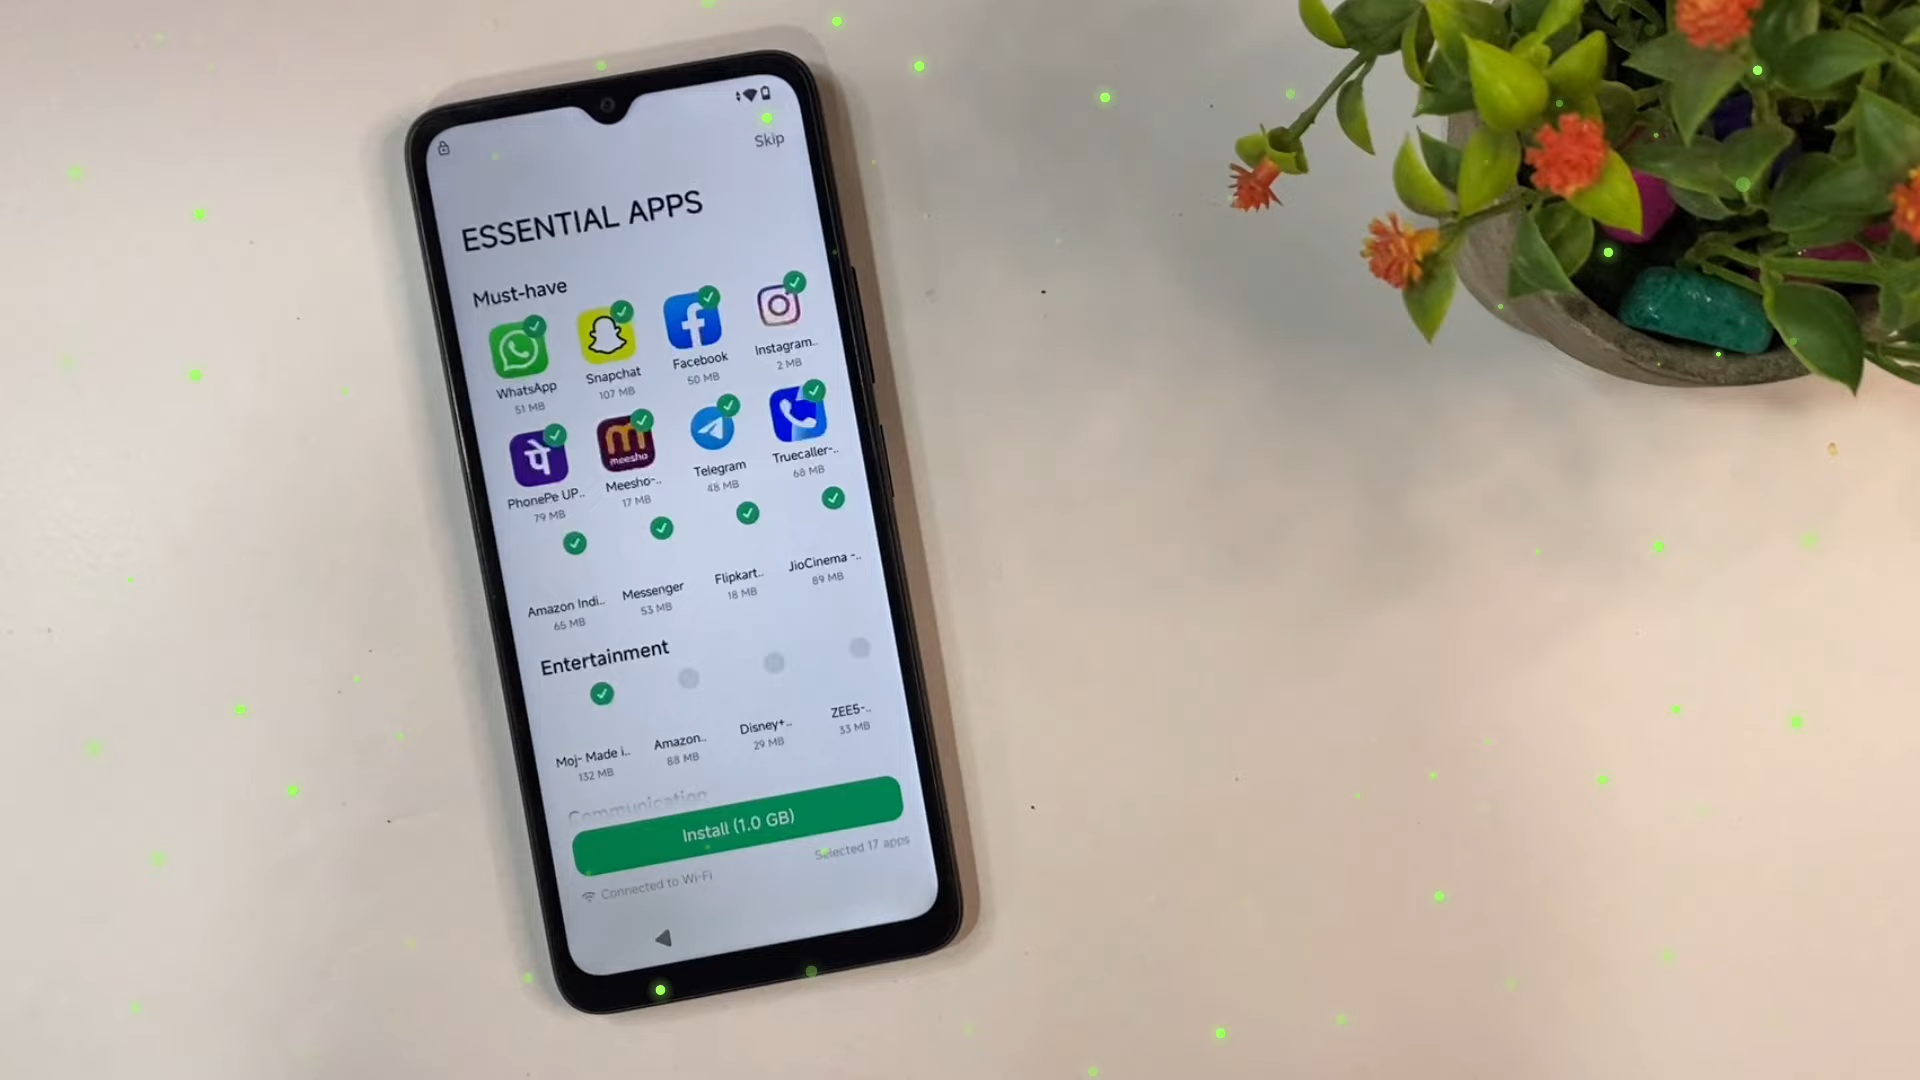 Skip
ESSENTIAL APPS
Must-have
WhatsApp
51 MB
Snapchat
107 MB
Facebook
50 MB
Instagram..
2 MB
पे
PhonePe UP..
79 MB
meesho
Meesho-..
17 MB
Telegram
48 MB
Truecaller-..
68 MB
Amazon Indi..
65 MB
Messenger
53 MB
Flipkart..
18 MB
JioCinema -..
89 MB
Entertainment
Moj- Made i..
132 MB
Amazon..
88 MB
Disney+..
29 MB
ZEE5-..
33 MB
Communication
Install (1.0 GB)
Selected 17 apps
Connected to Wi-Fi